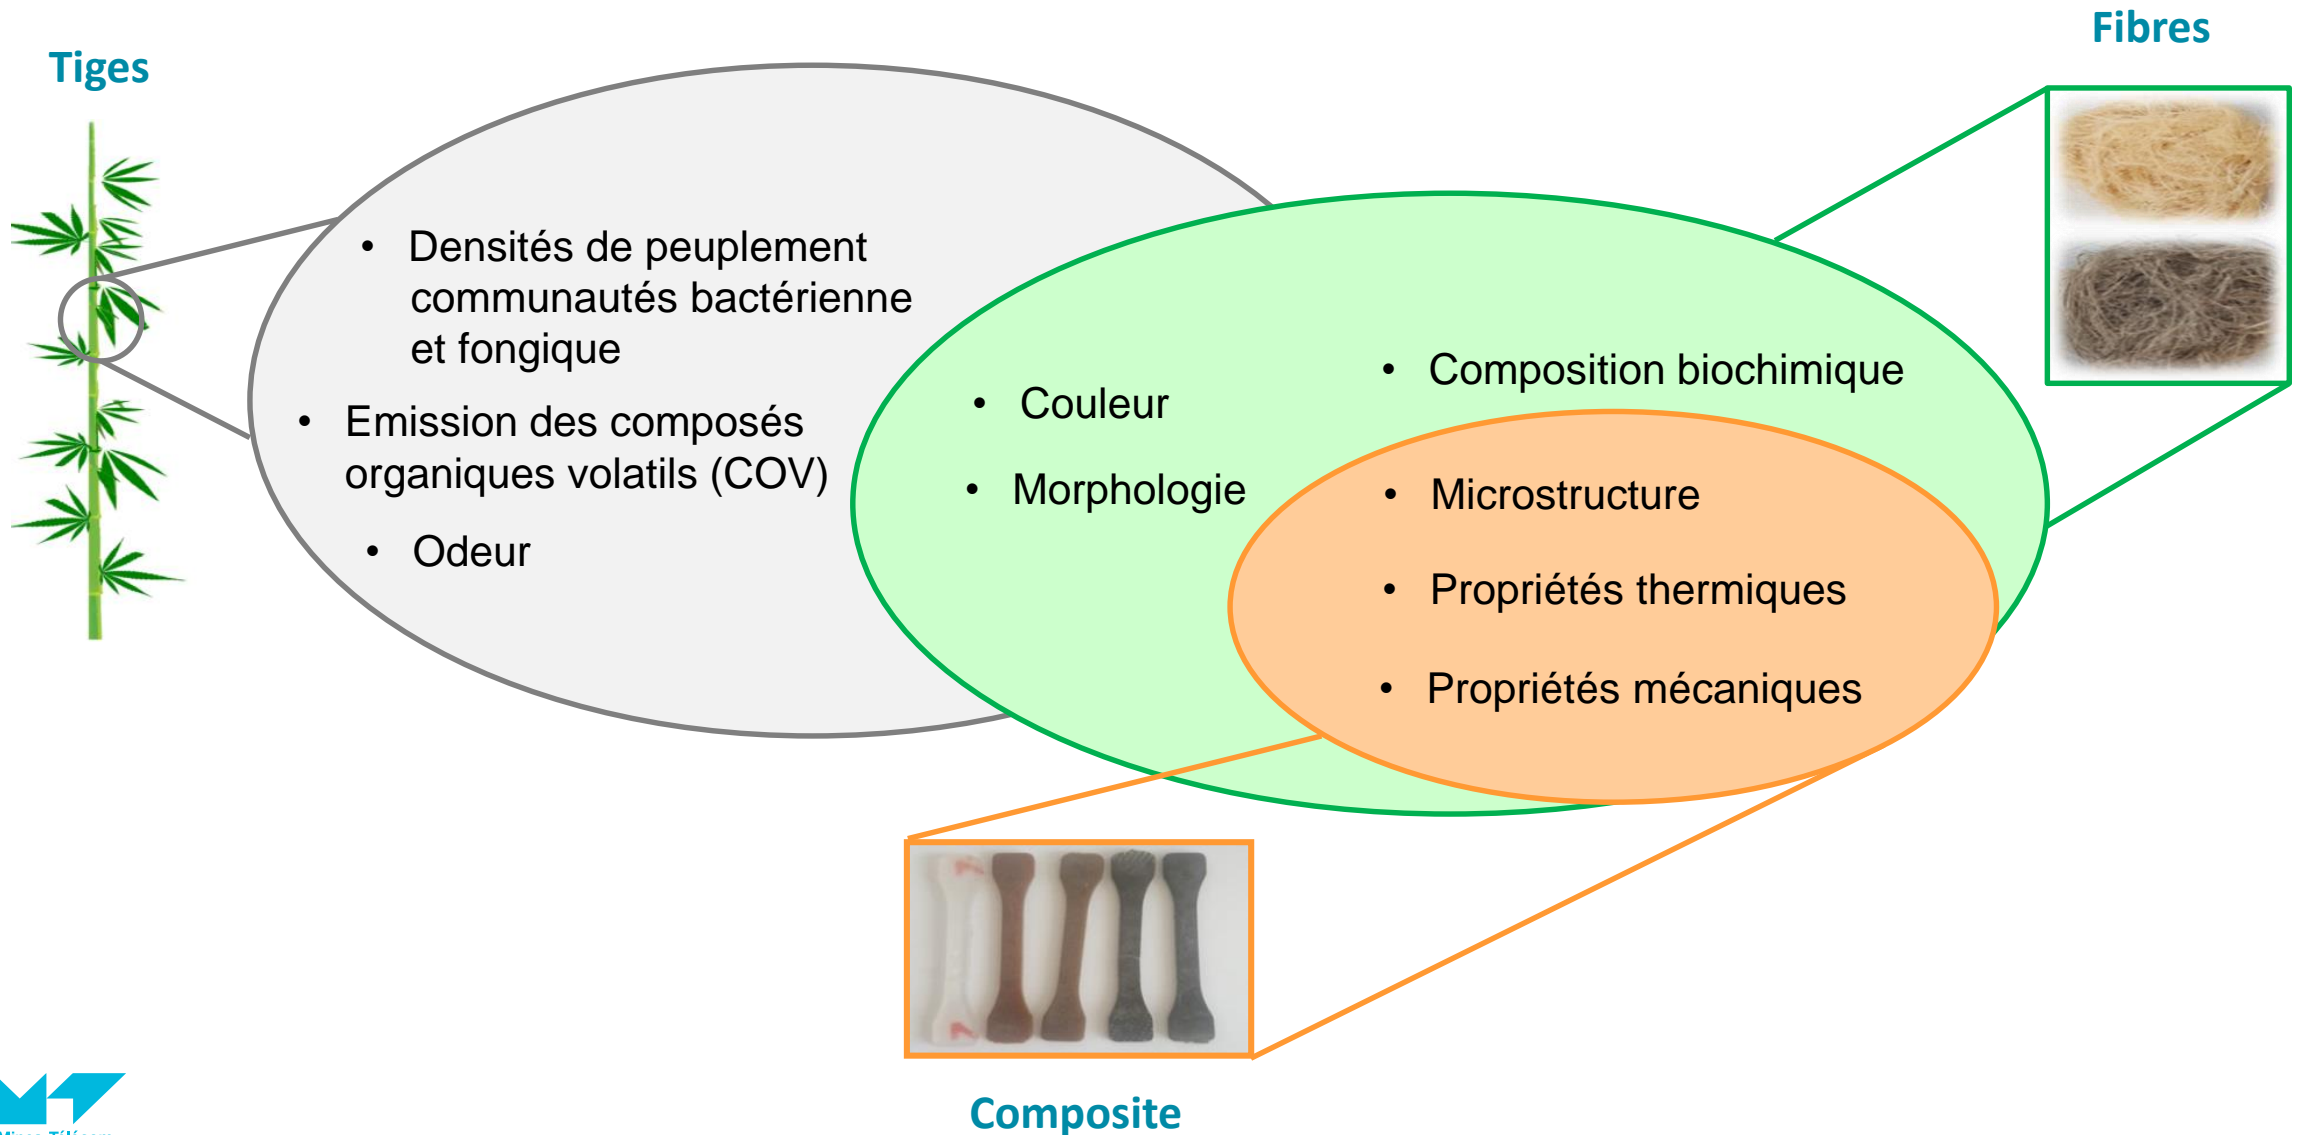 Fibres
Tiges
• Densités de peuplement
communautés bactérienne
et fongique
• Emission des composés
organiques volatils (COV)
• Odeur
• Couleur
• Morphologie
• Composition biochimique
• Microstructure
• Propriétés thermiques
• Propriétés mécaniques
Composite